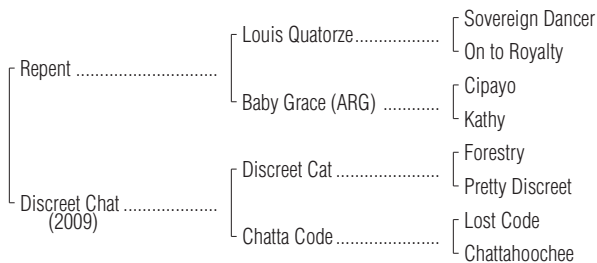 Sovereign Dancer
Louis Quatorze...................
On to Royalty
Repent ................................
Cipayo
Baby Grace (ARG) ............
Kathy
Forestry
Discreet Cat ......................
Pretty Discreet
Discreet Chat .....................
(2009)
Lost Code
Chatta Code......................
Chattahoochee